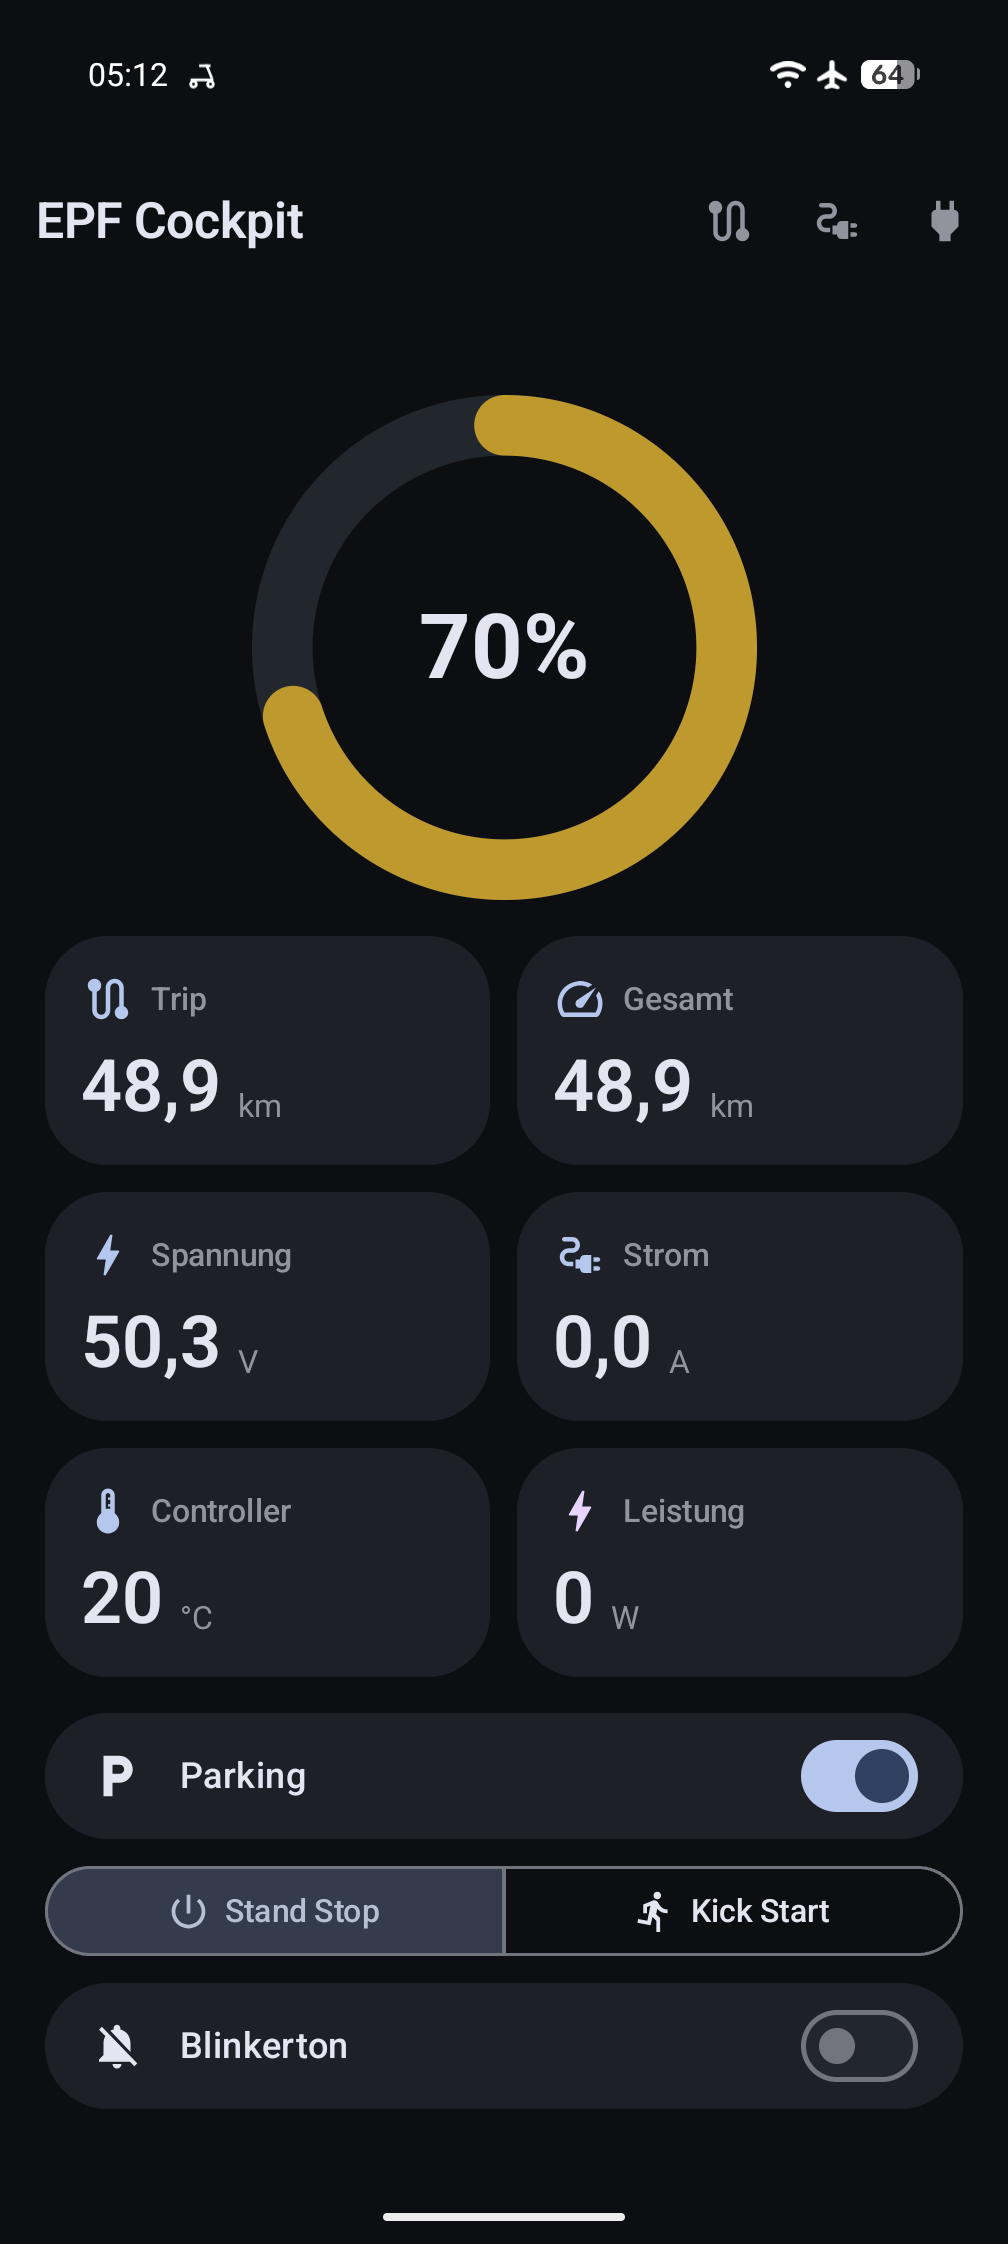 05:12 64
EPF Cockpit
70%
Trip
48,9 km
Gesamt
48,9 km
Spannung
50,3 V
Strom
0,0 A
Controller
20 °C
Leistung
0 W
P Parking
Stand Stop
Kick Start
Blinkerton